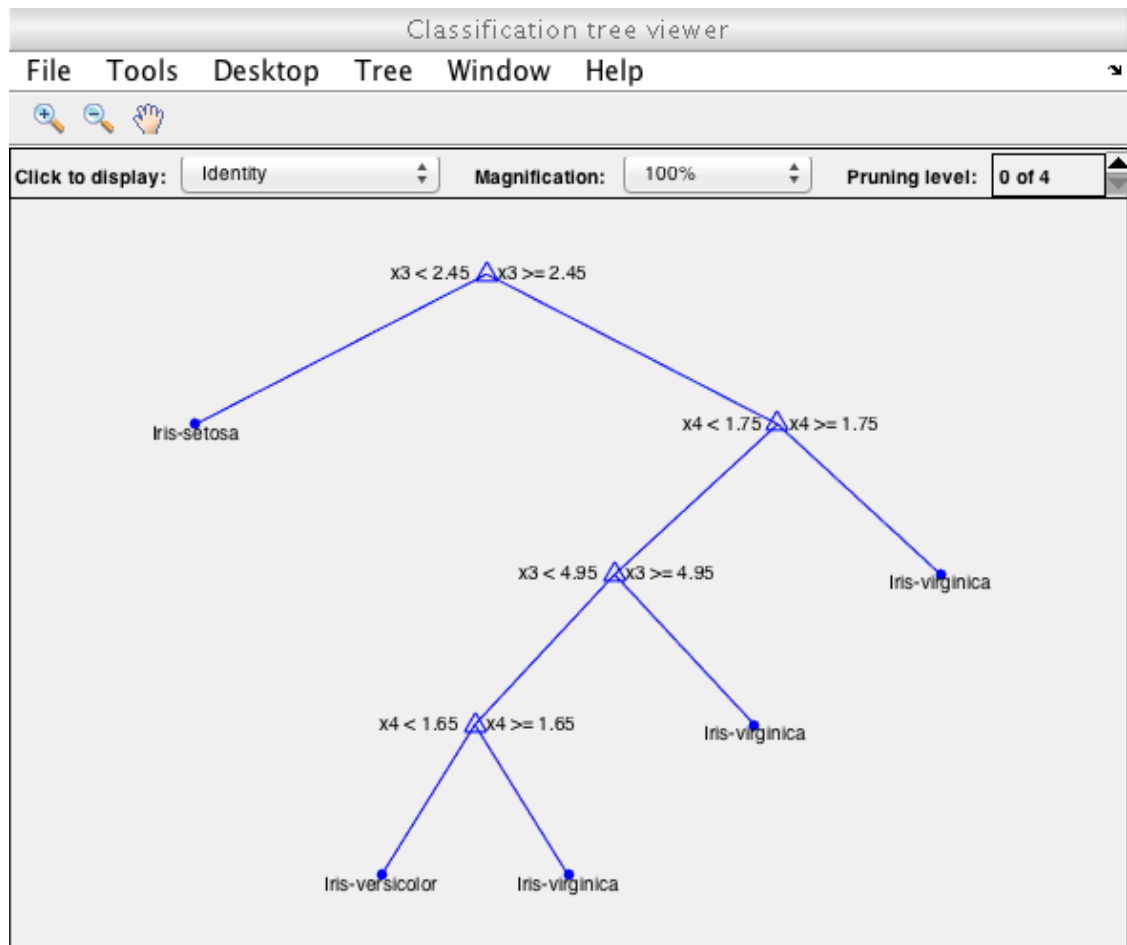 Classification tree viewer
File Tools Desktop Tree Window Help
Click to display: Identity Magnification: 100% Pruning level: 0 of 4
x3 < 2.45 x3 >= 2.45
Iris-setosa
x4 < 1.75 x4 >= 1.75
x3 < 4.95 x3 >= 4.95
Iris-virginica
x4 < 1.65 x4 >= 1.65
Iris-virginica
Iris-versicolor Iris-virginica